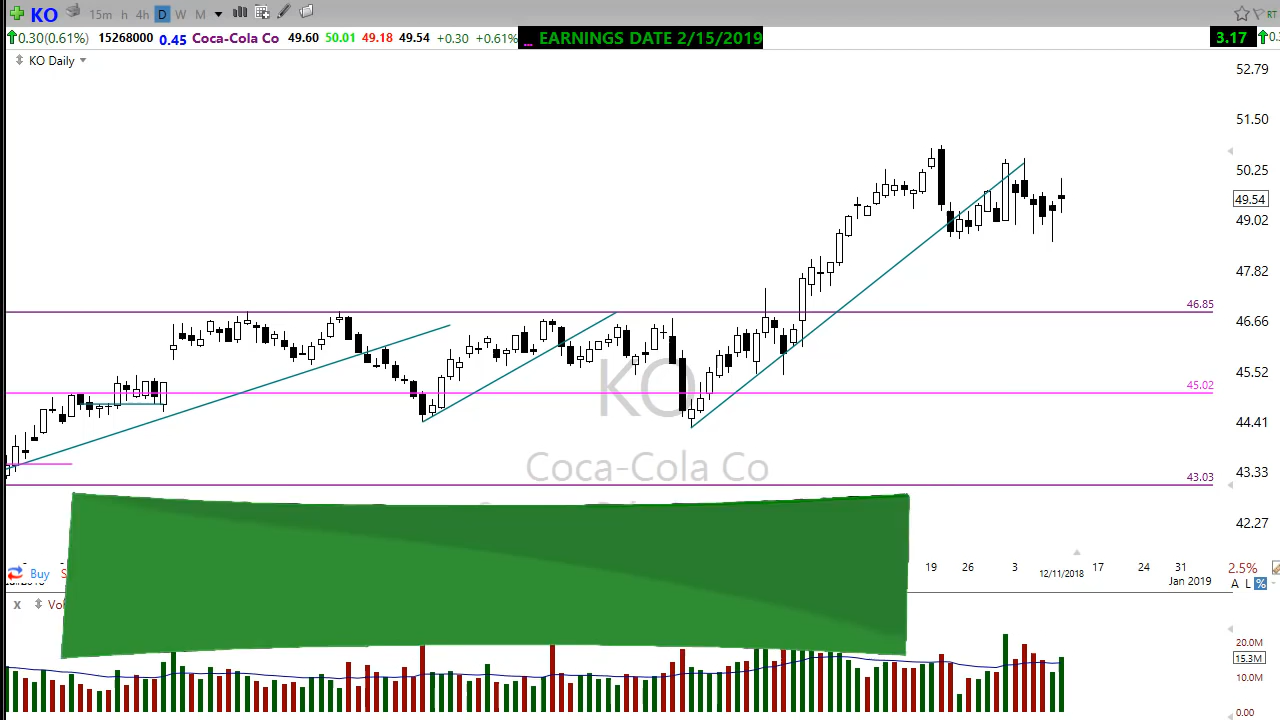 KO 15m h 4h D W M RT
0.30(0.61%) 15268000 0.45 Coca-Cola Co 49.60 50.01 49.18 49.54 +0.30 +0.61% ... EARNINGS DATE 2/15/2019 3.17
KO Daily
52.79
51.50
50.25
49.54
49.02
47.82
46.85
46.66
45.52
45.02
44.41
KO
Coca-Cola Co
43.33
43.03
42.27
19 26 3 12/11/2018 17 24 31 2.5%
Buy
Jan 2019 A L %
X
20.0M
15.3M
10.0M
0.00